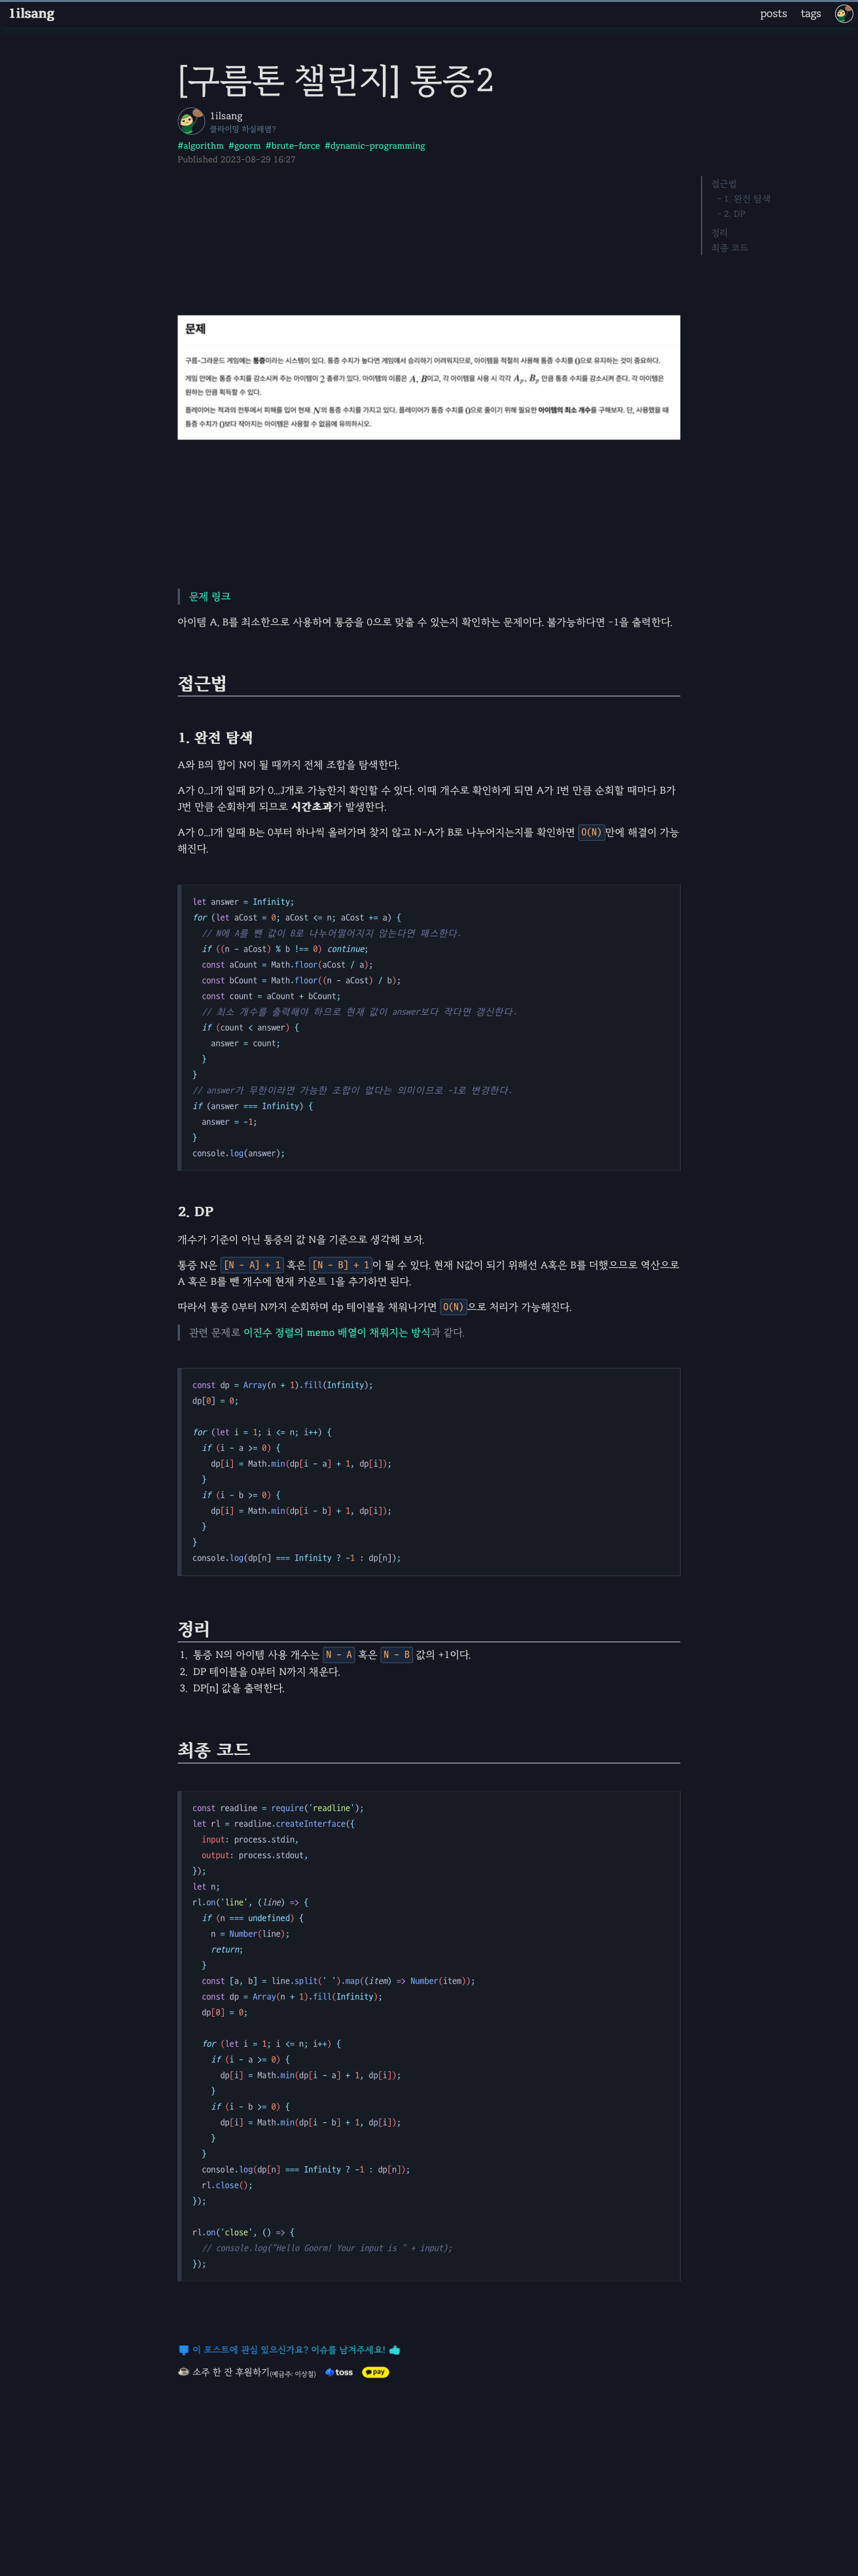 1ilsang
posts tags
[구름톤 챌린지] 통증2
1ilsang
클라이밍 하실래염?
#algorithm #goorm #brute-force #dynamic-programming
Published 2023-08-29 16:27
접근법
- 1. 완전 탐색
- 2. DP
정리
최종 코드
문제
구름-그라운드 게임에는 통증이라는 시스템이 있다. 통증 수치가 높다면 게임에서 승리하기 어려워지므로, 아이템을 적절히 사용해 통증 수치를 0으로 유지하는 것이 중요하다.
게임 안에는 통증 수치를 감소시켜 주는 아이템이 2 종류가 있다. 아이템의 이름은 A, B이고, 각 아이템을 사용 시 각각 Ap, Bp 만큼 통증 수치를 감소시켜 준다. 각 아이템은
원하는 만큼 획득할 수 있다.
플레이어는 적과의 전투에서 피해를 입어 현재 N의 통증 수치를 가지고 있다. 플레이어가 통증 수치를 0으로 줄이기 위해 필요한 아이템의 최소 개수를 구해보자. 단, 사용했을 때
통증 수치가 0보다 작아지는 아이템은 사용할 수 없음에 유의하시오.
문제 링크
아이템 A, B를 최소한으로 사용하여 통증을 0으로 맞출 수 있는지 확인하는 문제이다. 불가능하다면 -1을 출력한다.
접근법
1. 완전 탐색
A와 B의 합이 N이 될 때까지 전체 조합을 탐색한다.
A가 0...I개 일때 B가 0...J개로 가능한지 확인할 수 있다. 이때 개수로 확인하게 되면 A가 I번 만큼 순회할 때마다 B가
J번 만큼 순회하게 되므로 시간초과가 발생한다.
A가 0...I개 일때 B는 0부터 하나씩 올려가며 찾지 않고 N-A가 B로 나누어지는지를 확인하면 O(N)만에 해결이 가능
해진다.
let answer = Infinity;
for (let aCost = 0; aCost <= n; aCost += a) {
  // N에 A를 뺀 값이 B로 나누어떨어지지 않는다면 패스한다.
  if ((n - aCost) % b !== 0) continue;
  const aCount = Math.floor(aCost / a);
  const bCount = Math.floor((n - aCost) / b);
  const count = aCount + bCount;
  // 최소 개수를 출력해야 하므로 현재 값이 answer보다 작다면 갱신한다.
  if (count < answer) {
    answer = count;
  }
}
// answer가 무한이라면 가능한 조합이 없다는 의미이므로 -1로 변경한다.
if (answer === Infinity) {
  answer = -1;
}
console.log(answer);
2. DP
개수가 기준이 아닌 통증의 값 N을 기준으로 생각해 보자.
통증 N은 [N - A] + 1 혹은 [N - B] + 1이 될 수 있다. 현재 N값이 되기 위해선 A혹은 B를 더했으므로 역산으로
A 혹은 B를 뺀 개수에 현재 카운트 1을 추가하면 된다.
따라서 통증 0부터 N까지 순회하며 dp 테이블을 채워나가면 O(N)으로 처리가 가능해진다.
관련 문제로 이진수 정렬의 memo 배열이 채워지는 방식과 같다.
const dp = Array(n + 1).fill(Infinity);
dp[0] = 0;
for (let i = 1; i <= n; i++) {
  if (i - a >= 0) {
    dp[i] = Math.min(dp[i - a] + 1, dp[i]);
  }
  if (i - b >= 0) {
    dp[i] = Math.min(dp[i - b] + 1, dp[i]);
  }
}
console.log(dp[n] === Infinity ? -1 : dp[n]);
정리
1. 통증 N의 아이템 사용 개수는 N - A 혹은 N - B 값의 +1이다.
2. DP 테이블을 0부터 N까지 채운다.
3. DP[n] 값을 출력한다.
최종 코드
const readline = require('readline');
let rl = readline.createInterface({
  input: process.stdin,
  output: process.stdout,
});
let n;
rl.on('line', (line) => {
  if (n === undefined) {
    n = Number(line);
    return;
  }
  const [a, b] = line.split(' ').map((item) => Number(item));
  const dp = Array(n + 1).fill(Infinity);
  dp[0] = 0;
  for (let i = 1; i <= n; i++) {
    if (i - a >= 0) {
      dp[i] = Math.min(dp[i - a] + 1, dp[i]);
    }
    if (i - b >= 0) {
      dp[i] = Math.min(dp[i - b] + 1, dp[i]);
    }
  }
  console.log(dp[n] === Infinity ? -1 : dp[n]);
  rl.close();
});
rl.on('close', () => {
  // console.log("Hello Goorm! Your input is " + input);
});
이 포스트에 관심 있으신가요? 이슈를 남겨주세요!
소주 한 잔 후원하기(예금주: 이상철) toss pay